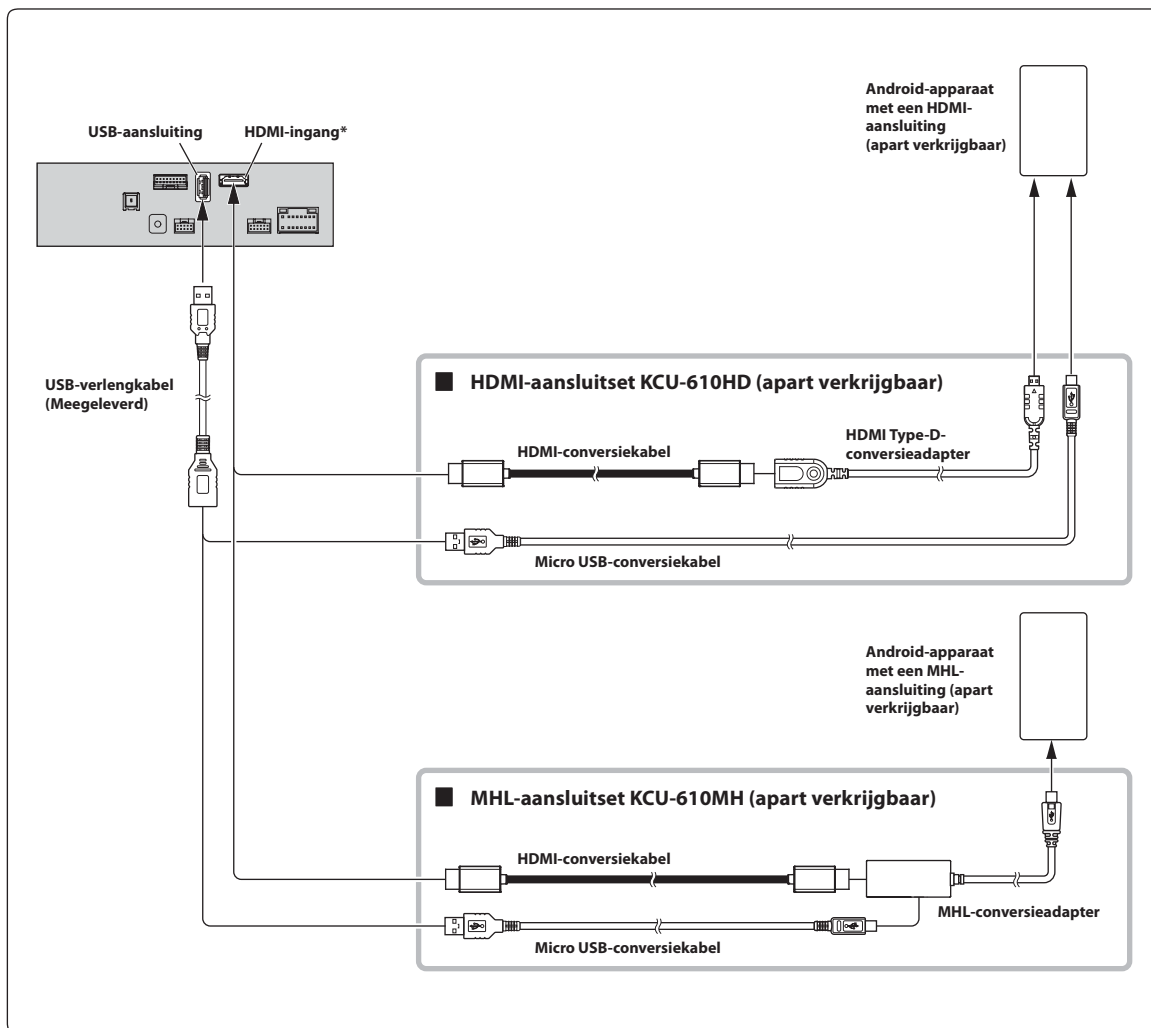 Android-apparaat
met een HDMI-
aansluiting
(apart verkrijgbaar)
USB-aansluiting
HDMI-ingang*
USB-verlengkabel
(Meegeleverd)
■ HDMI-aansluitset KCU-610HD (apart verkrijgbaar)
HDMI-conversiekabel
HDMI Type-D-
conversieadapter
Micro USB-conversiekabel
Android-apparaat
met een MHL-
aansluiting (apart
verkrijgbaar)
■ MHL-aansluitset KCU-610MH (apart verkrijgbaar)
HDMI-conversiekabel
MHL-conversieadapter
Micro USB-conversiekabel